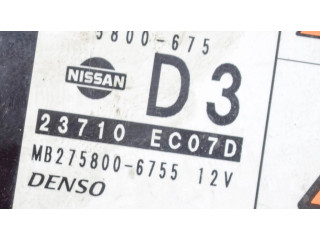 5800-675
NISSAN D3
23710 EC07D
MB275800-6755 12V
DENSO